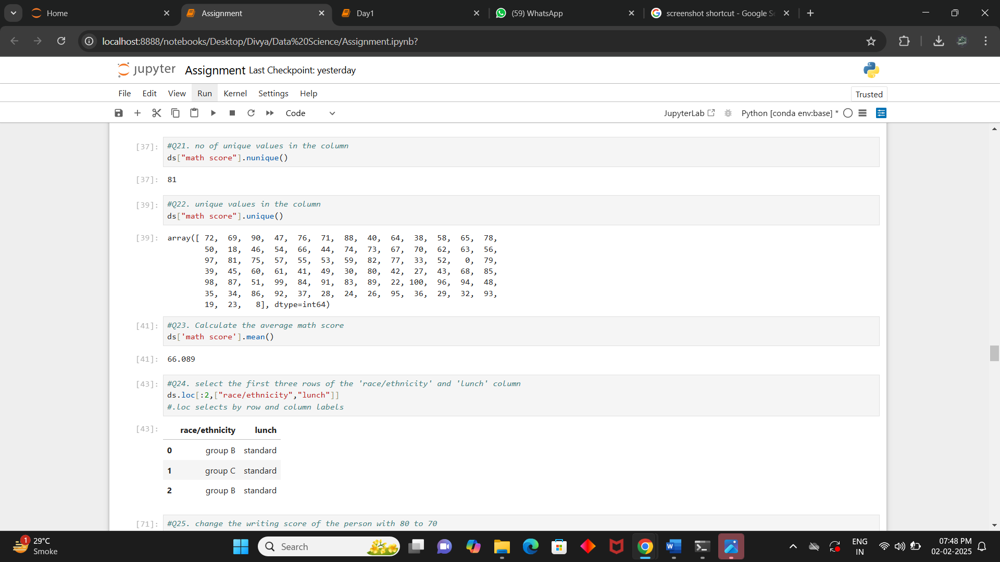 Home
Assignment
Day1
(59) WhatsApp
screenshot shortcut - Google Se
localhost:8888/notebooks/Desktop/Divya/Data%20Science/Assignment.ipynb?
jupyter Assignment Last Checkpoint: yesterday
File Edit View Run Kernel Settings Help
Trusted
Code
JupyterLab
Python [conda env:base] *
[37]: #Q21. no of unique values in the column
ds["math score"].nunique()
[37]: 81
[39]: #Q22. unique values in the column
ds["math score"].unique()
[39]: array([ 72, 69, 90, 47, 76, 71, 88, 40, 64, 38, 58, 65, 78,
50, 18, 46, 54, 66, 44, 74, 73, 67, 70, 62, 63, 56,
97, 81, 75, 57, 55, 53, 59, 82, 77, 33, 52, 0, 79,
39, 45, 60, 61, 41, 49, 30, 80, 42, 27, 43, 68, 85,
98, 87, 51, 99, 84, 91, 83, 89, 22, 100, 96, 94, 48,
35, 34, 86, 92, 37, 28, 24, 26, 95, 36, 29, 32, 93,
19, 23, 8], dtype=int64)
[41]: #Q23. Calculate the average math score
ds['math score'].mean()
[41]: 66.089
[43]: #Q24. select the first three rows of the 'race/ethnicity' and 'lunch' column
ds.loc[:2,["race/ethnicity","lunch"]]
#.loc selects by row and column labels
[43]: race/ethnicity lunch
0 group B standard
1 group C standard
2 group B standard
[71]: #Q25. change the writing score of the person with 80 to 70
1
29°C
Smoke
Search
W
ENG
IN
07:48 PM
02-02-2025